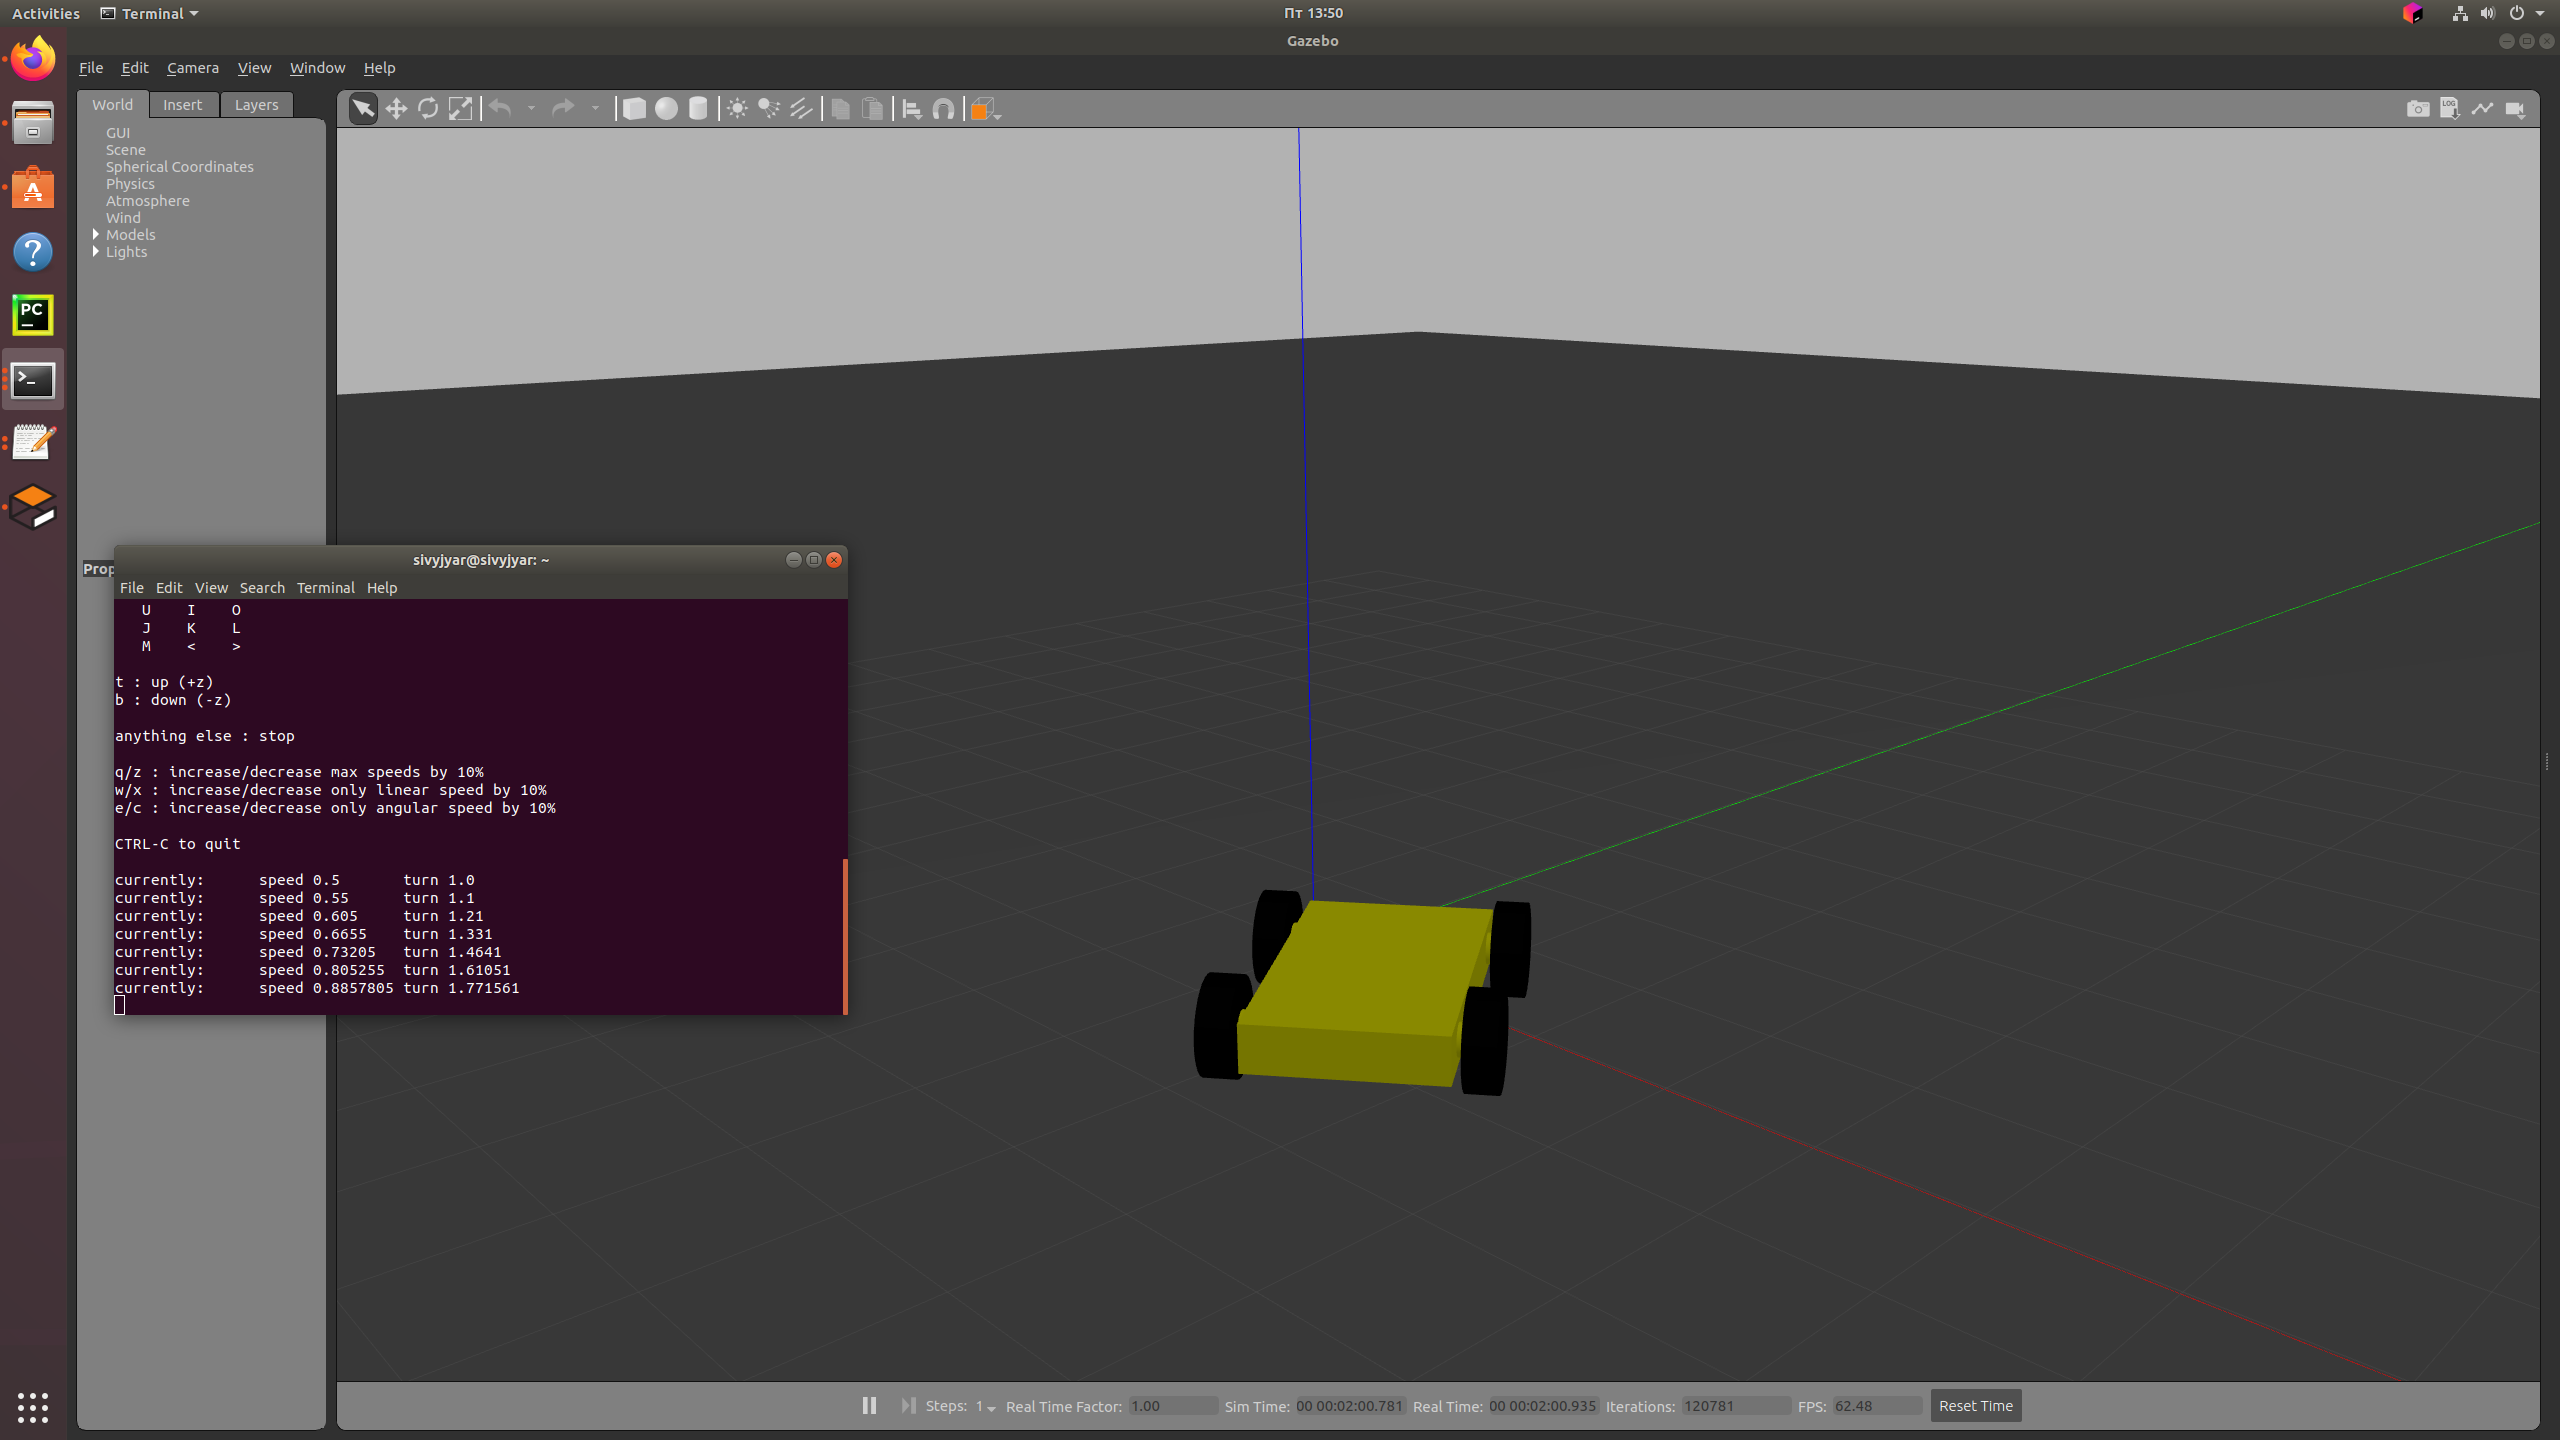 Activities Terminal Пт 13:50
Gazebo
File Edit Camera View Window Help
World Insert Layers
LOG
GUI
Scene
Spherical Coordinates
Physics
Atmosphere
Wind
Models
Lights
PC
Prop
sivyjyar@sivyjyar: ~
File Edit View Search Terminal Help
U I O
J K L
M < >
t : up (+z)
b : down (-z)
anything else : stop
q/z : increase/decrease max speeds by 10%
w/x : increase/decrease only linear speed by 10%
e/c : increase/decrease only angular speed by 10%
CTRL-C to quit
currently: speed 0.5 turn 1.0
currently: speed 0.55 turn 1.1
currently: speed 0.605 turn 1.21
currently: speed 0.6655 turn 1.331
currently: speed 0.73205 turn 1.4641
currently: speed 0.805255 turn 1.61051
currently: speed 0.8857805 turn 1.771561
Steps: 1 Real Time Factor: 1.00 Sim Time: 00 00:02:00.781 Real Time: 00 00:02:00.935 Iterations: 120781 FPS: 62.48 Reset Time